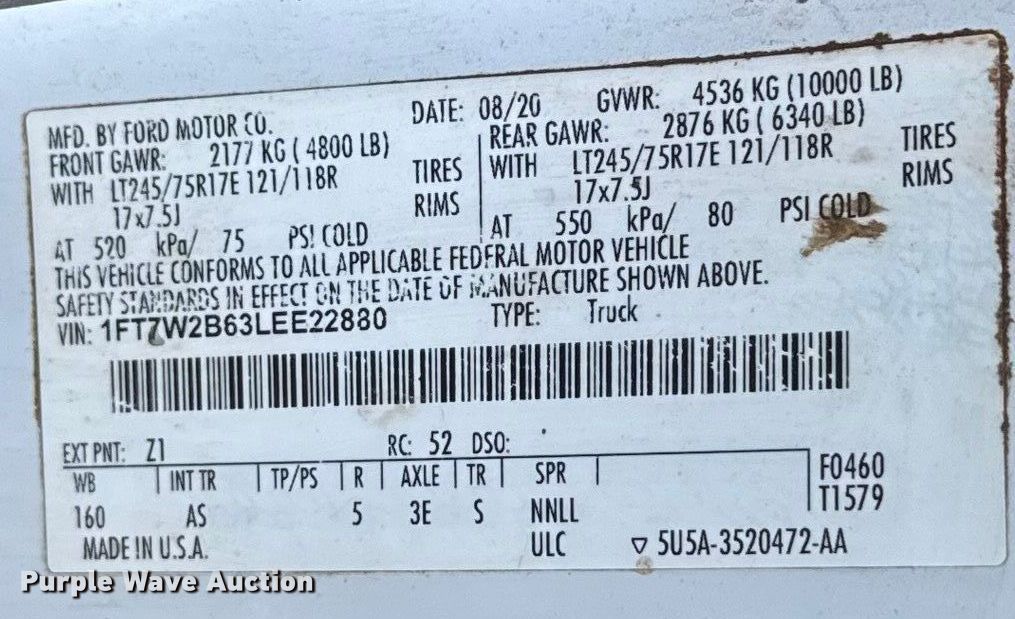 MFD. BY FORD MOTOR CO. DATE: 08/20 GVWR: 4536 KG (10000 LB)
FRONT GAWR: 2177 KG ( 4800 LB) REAR GAWR: 2876 KG ( 6340 LB)
WITH LT245/75R17E 121/118R TIRES WITH LT245/75R17E 121/118R TIRES
17x7.5J RIMS 17x7.5J RIMS
AT 520 kPa/ 75 PSI COLD AT 550 kPa/ 80 PSI COLD
THIS VEHICLE CONFORMS TO ALL APPLICABLE FEDERAL MOTOR VEHICLE
SAFETY STANDARDS IN EFFECT ON THE DATE OF MANUFACTURE SHOWN ABOVE.
VIN: 1FT7W2B63LEE22880 TYPE: Truck
EXT PNT: Z1 RC: 52 DSO:
WB INT TR TP/PS R AXLE TR SPR F0460
160 AS 5 3E S NNLL T1579
MADE IN U.S.A. ULC ▽ 5U5A-3520472-AA
Purple Wave Auction